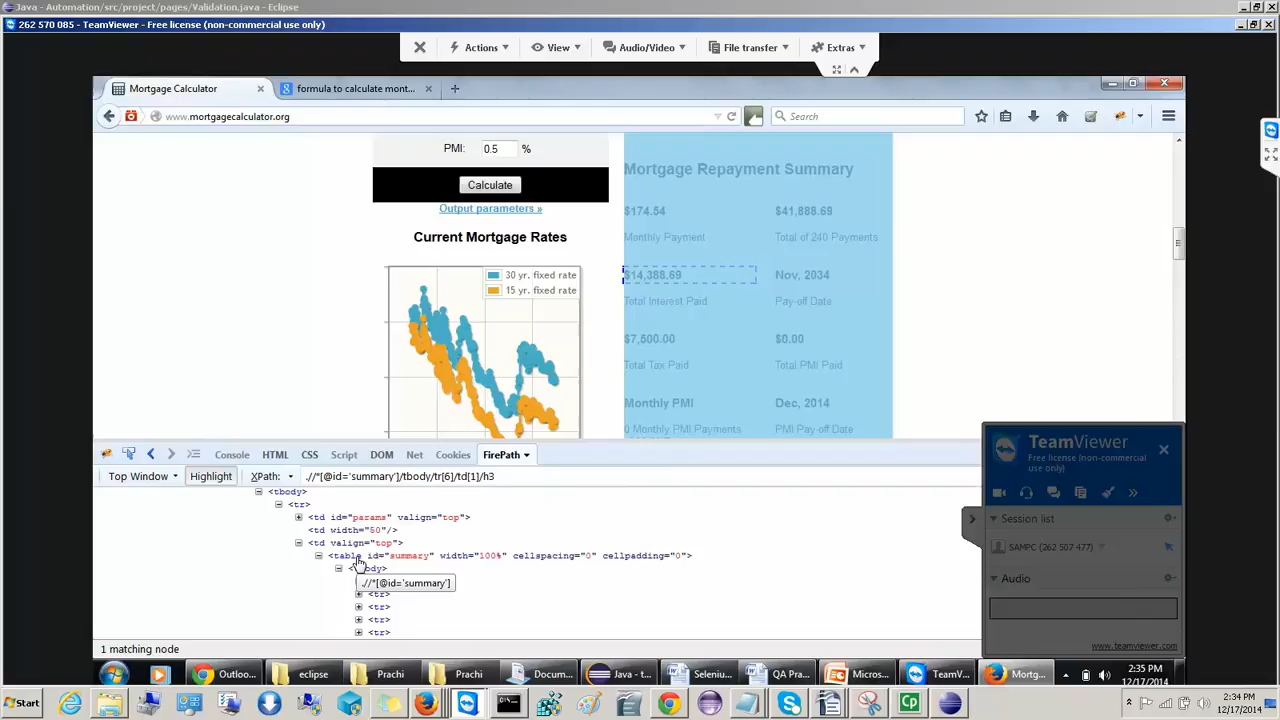 Java - Automation/src/project/pages/Validation.java - Eclipse
262 570 085 - TeamViewer - Free license (non-commercial use only)
Actions View Audio/Video File transfer Extras
Mortgage Calculator
formula to calculate mont...
www.mortgagecalculator.org
Search
PMI: 0.5 %
Calculate
Output parameters »
Current Mortgage Rates
30 yr. fixed rate
15 yr. fixed rate
Mortgage Repayment Summary
$174.54 $41,888.69
Monthly Payment Total of 240 Payments
$14,388.69 Nov, 2034
Total Interest Paid Pay-off Date
$7,500.00 $0.00
Total Tax Paid Total PMI Paid
Monthly PMI Dec, 2014
0 Monthly PMI Payments PMI Pay-off Date
Console HTML CSS Script DOM Net Cookies FirePath
Top Window Highlight XPath: .//*[@id='summary']/tbody/tr[6]/td[1]/h3
<tbody>
<tr>
<td id="params" valign="top">
<td width="50"/>
<td valign="top">
<table id="summary" width="100%" cellspacing="0" cellpadding="0">
.//*[@id='summary']
<tr>
<tr>
<tr>
<tr>
1 matching node
TeamViewer
Free license (non-commercial
use only)
Session list
SAMPC (262 507 477)
Audio
www.teamviewer.com
Outloo... eclipse Prachi Prachi Docum... Java - t... Seleniu... QA Pra... Micros... TeamV... Mortg...
2:35 PM
12/17/2014
Start
2:34 PM
12/17/2014